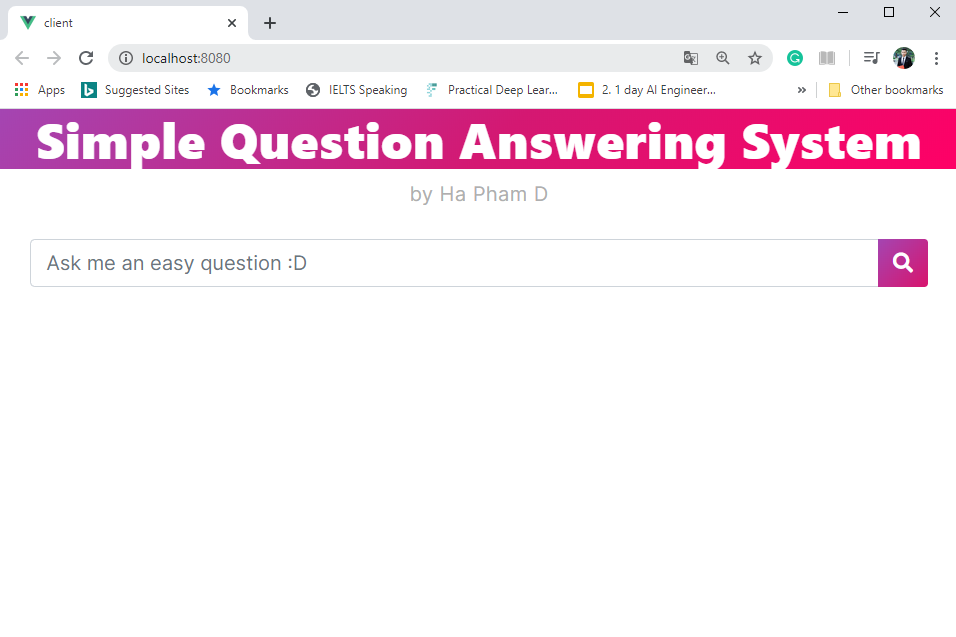 client
localhost:8080
Apps Suggested Sites Bookmarks IELTS Speaking Practical Deep Lear... 2. 1 day AI Engineer... » Other bookmarks
Simple Question Answering System
by Ha Pham D
Ask me an easy question :D